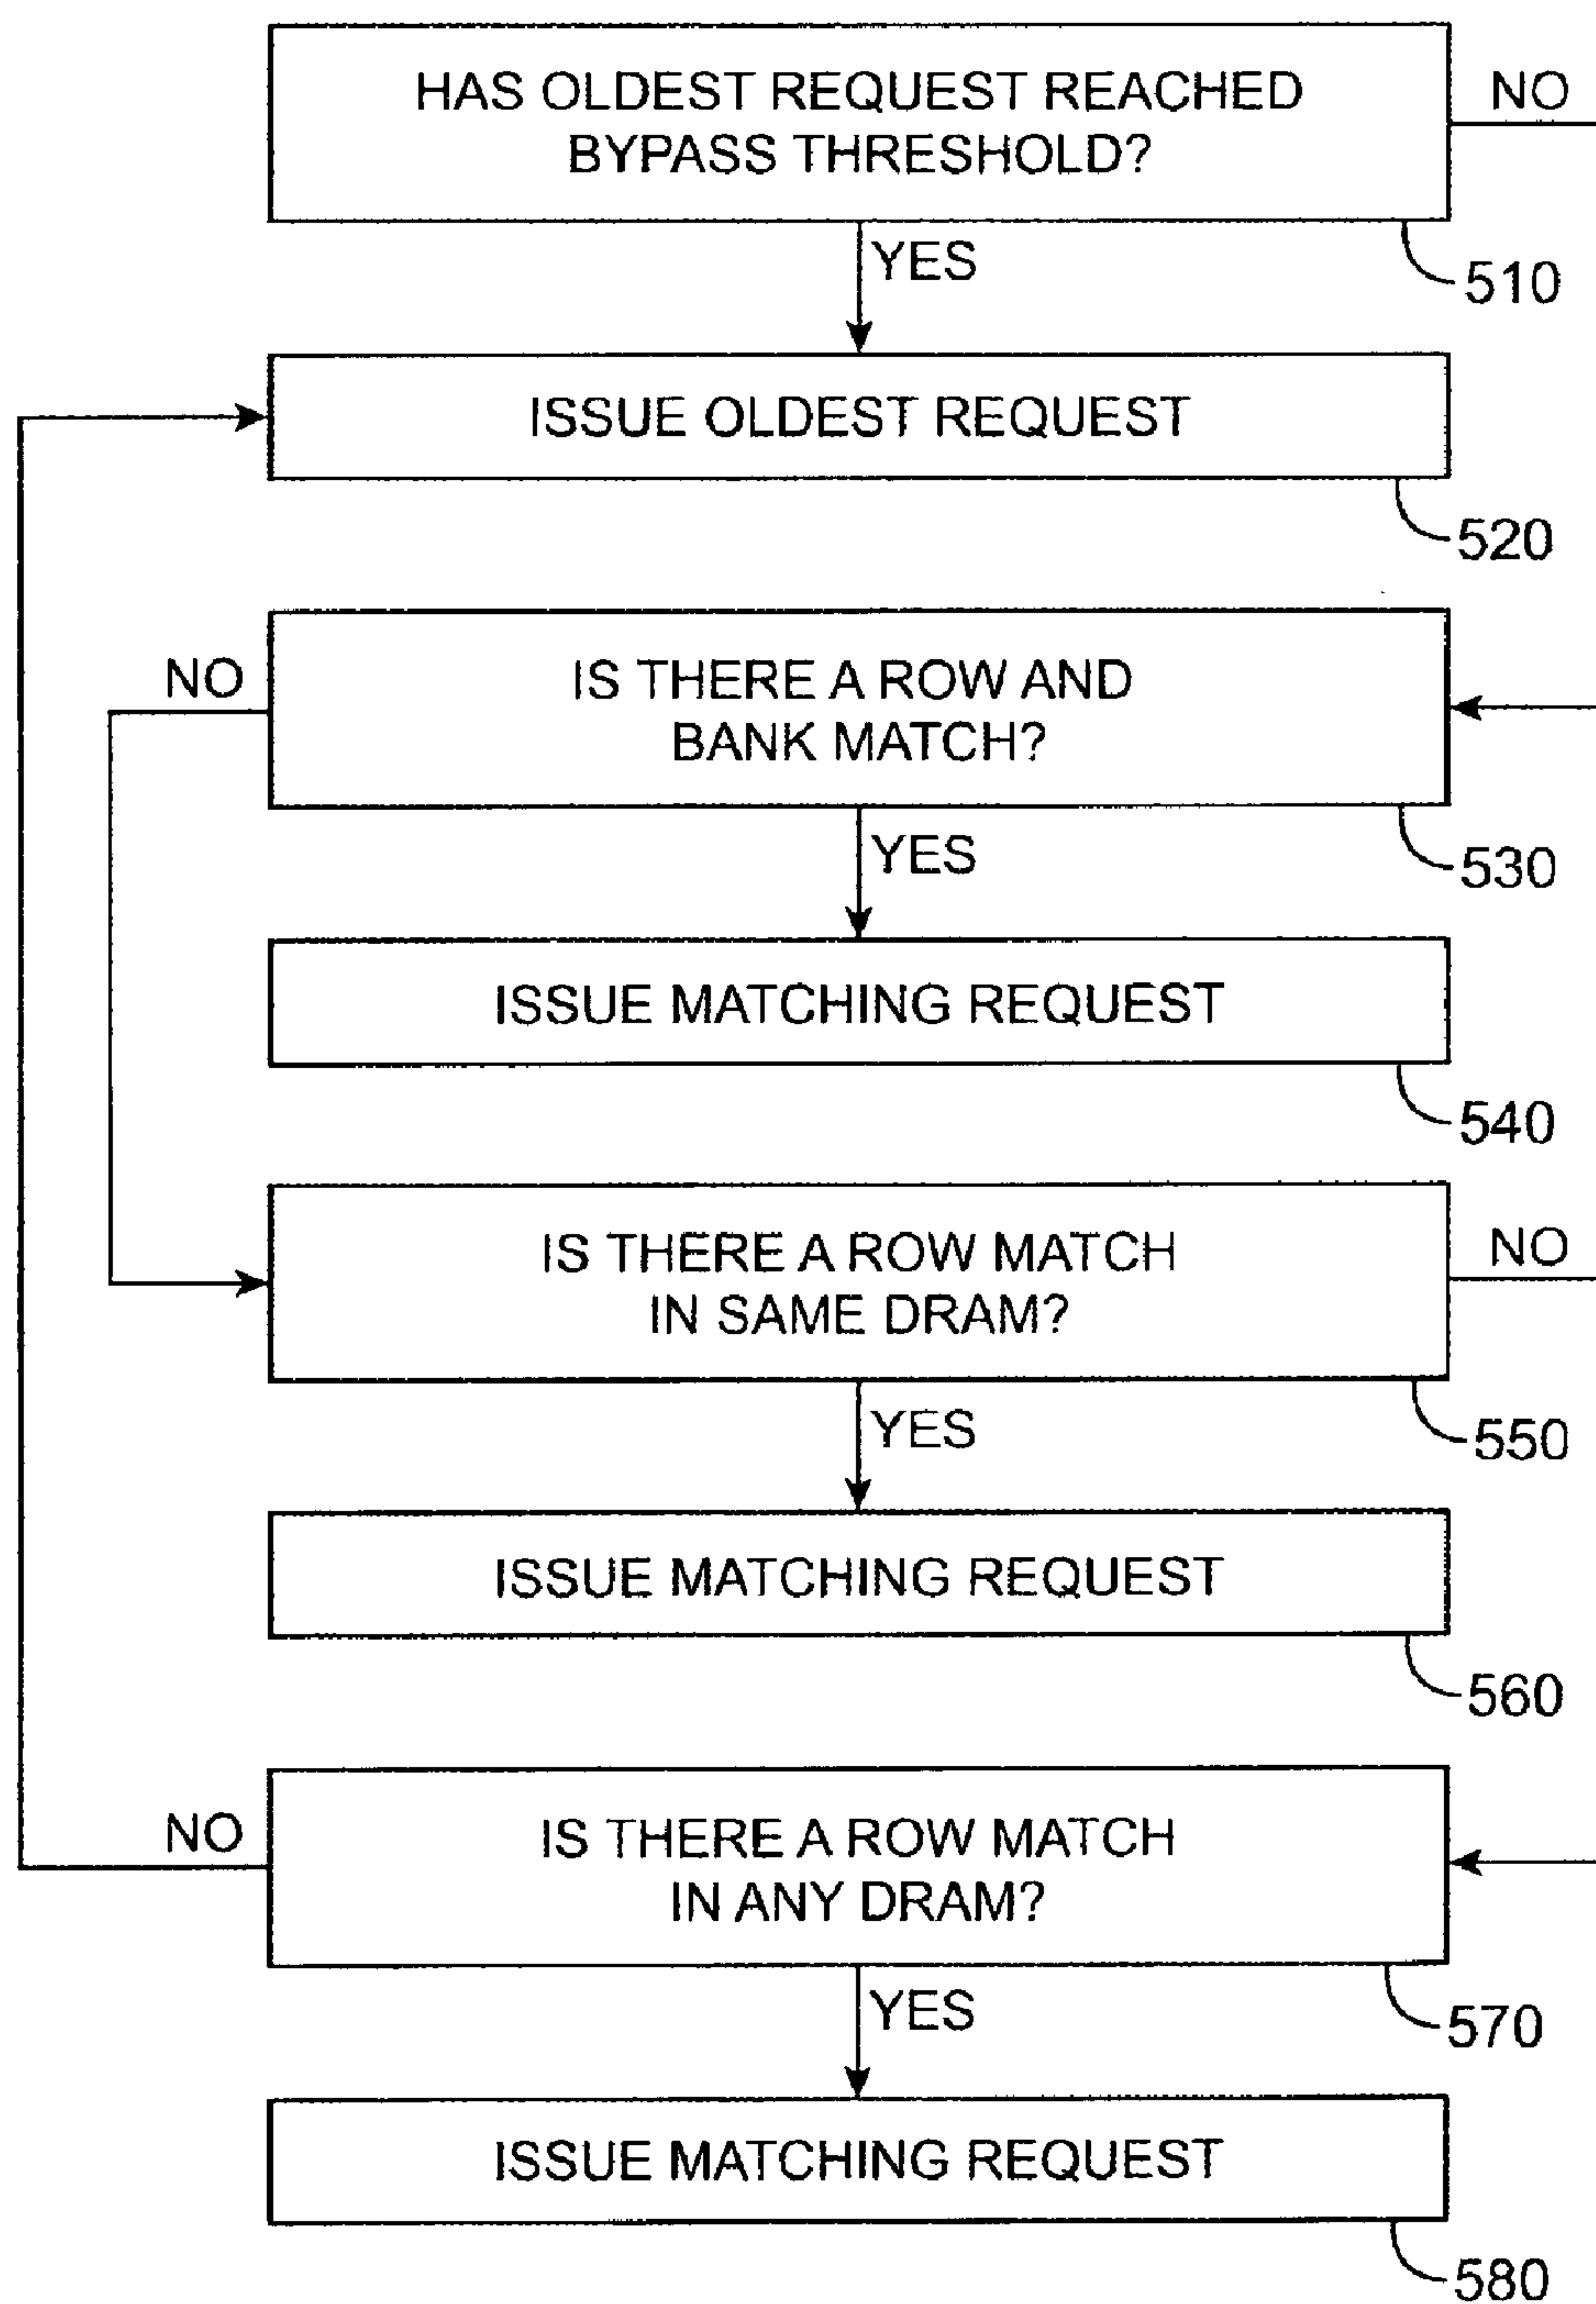 HAS OLDEST REQUEST REACHED
BYPASS THRESHOLD?
NO
510
YES
ISSUE OLDEST REQUEST
520
NO
IS THERE A ROW AND
BANK MATCH?
530
YES
ISSUE MATCHING REQUEST
540
IS THERE A ROW MATCH
IN SAME DRAM?
NO
550
YES
ISSUE MATCHING REQUEST
560
NO
IS THERE A ROW MATCH
IN ANY DRAM?
570
YES
ISSUE MATCHING REQUEST
580